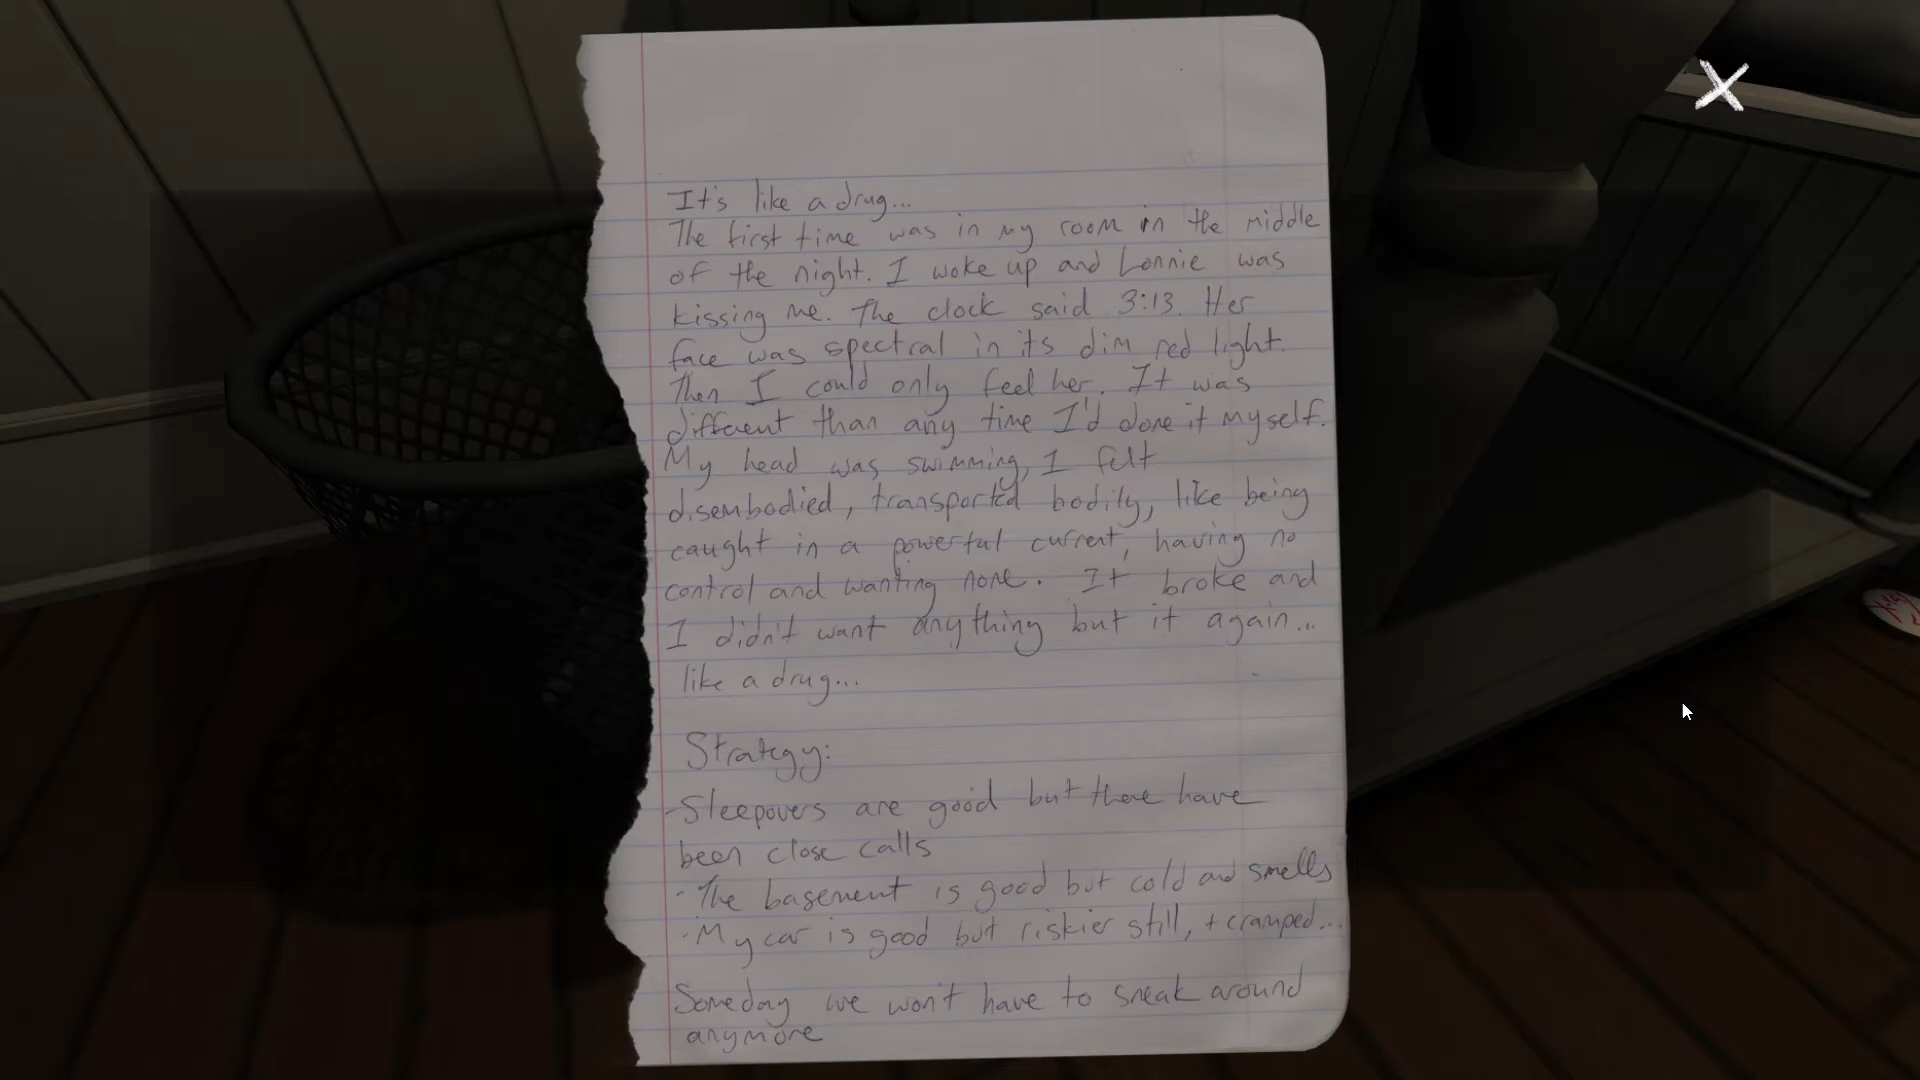 It's like a drug...
The first time was in my room in the middle
of the night. I woke up and Lonnie was
kissing me. The clock said 3:13. Her
face was spectral in its dim red light.
Then I could only feel her. It was
different than any time I'd done it myself.
My head was swimming, I felt
disembodied, transported bodily, like being
caught in a powerful current, having no
control and wanting none. It broke and
I didn't want anything but it again...
like a drug...
Strategy:
-Sleepovers are good but there have
been close calls
-The basement is good but cold and smells
-My car is good but riskier still, + cramped...
Someday we won't have to sneak around
anymore